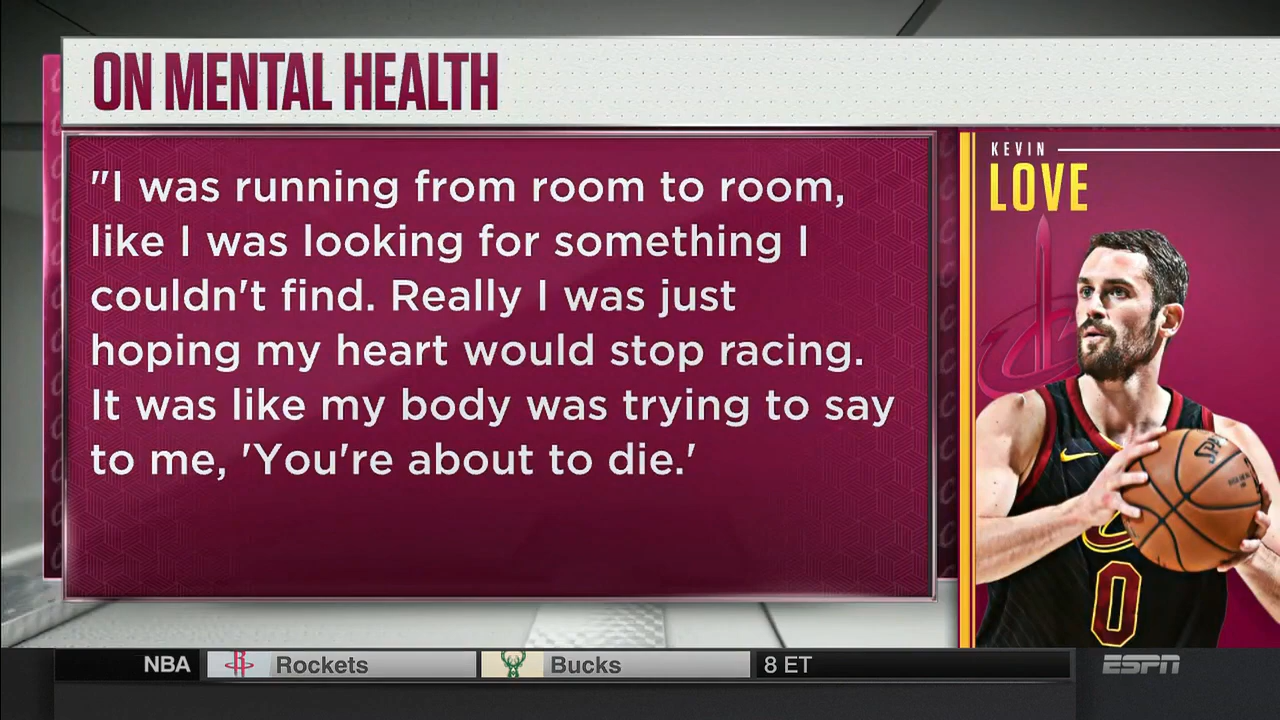 ON MENTAL HEALTH
"I was running from room to room,
like I was looking for something I
couldn't find. Really I was just
hoping my heart would stop racing.
It was like my body was trying to say
to me, 'You're about to die.'
KEVIN
LOVE
0
NBA Rockets Bucks 8 ET
ESPN